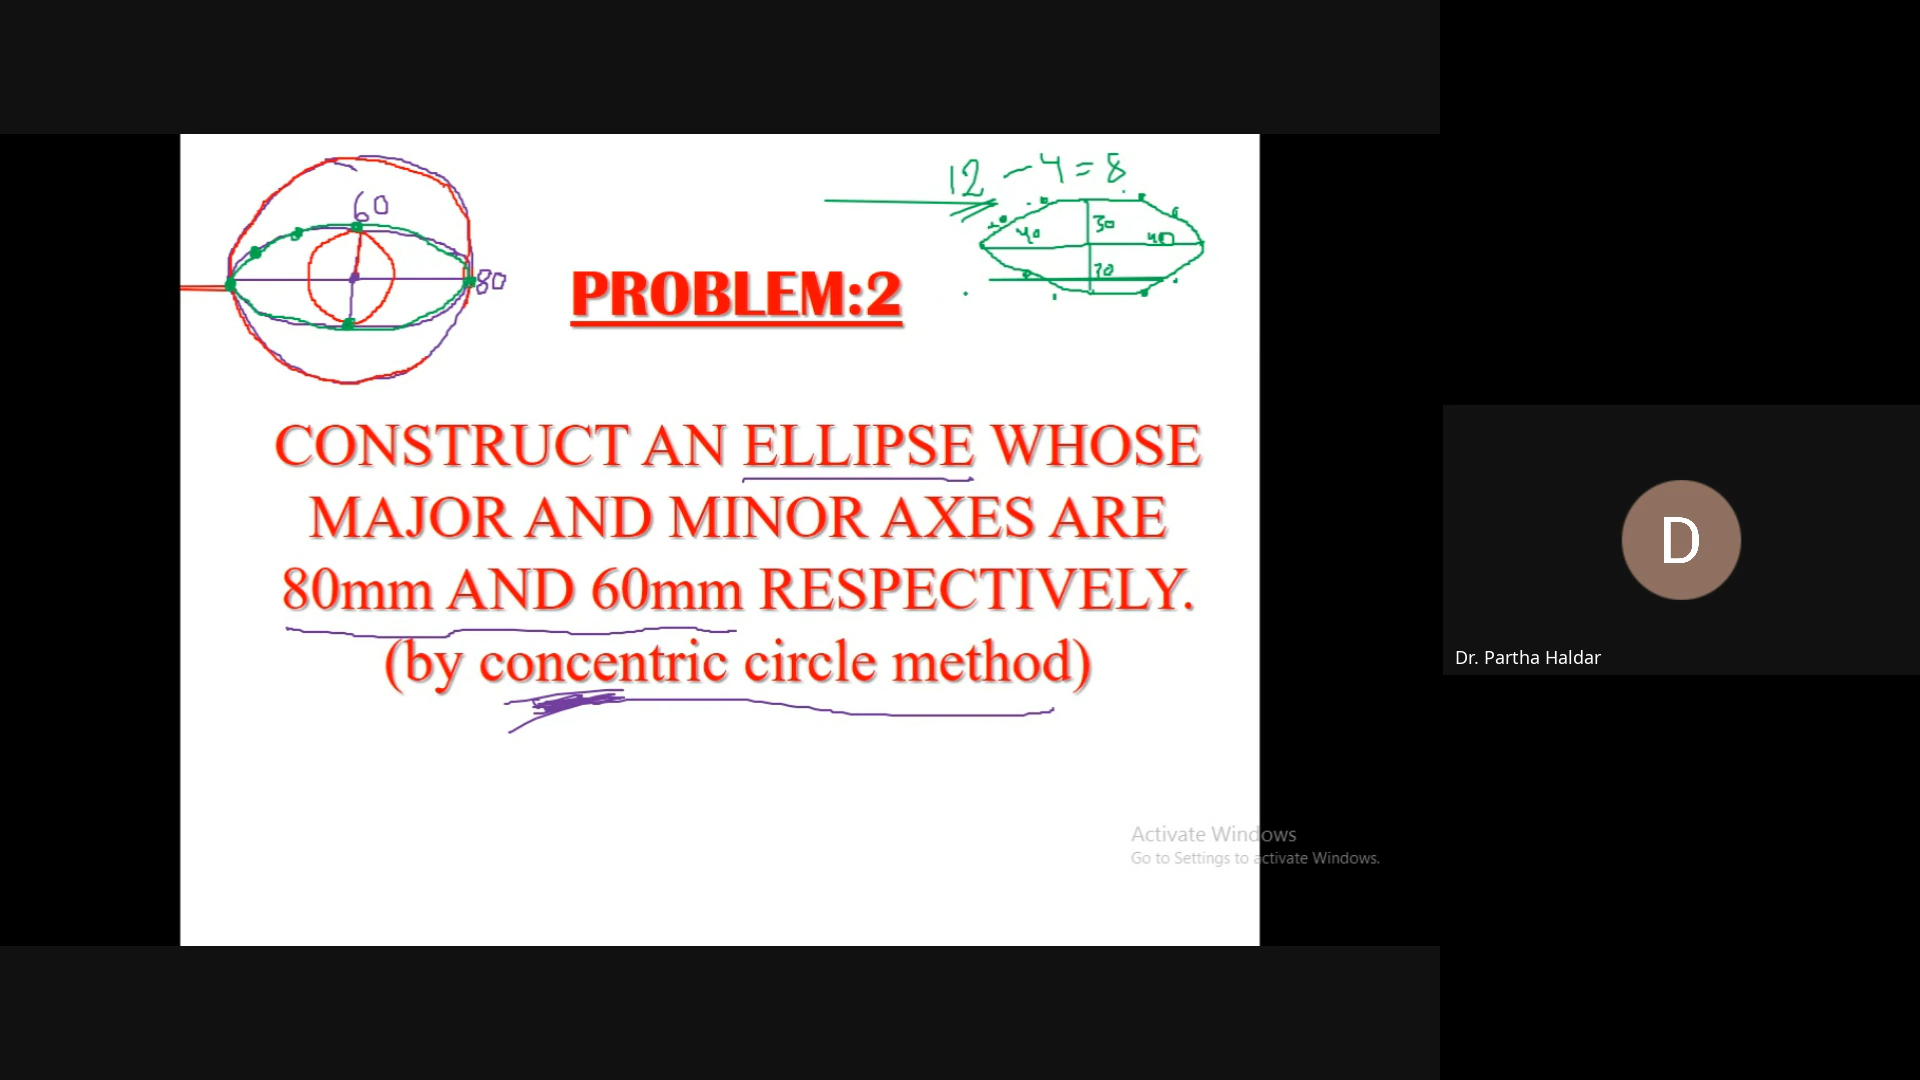 12 - 4 = 8
60
30
40
40
80
30
PROBLEM:2
CONSTRUCT AN ELLIPSE WHOSE
MAJOR AND MINOR AXES ARE
80mm AND 60mm RESPECTIVELY.
(by concentric circle method)
D
Dr. Partha Haldar
Activate Windows
Go to Settings to activate Windows.